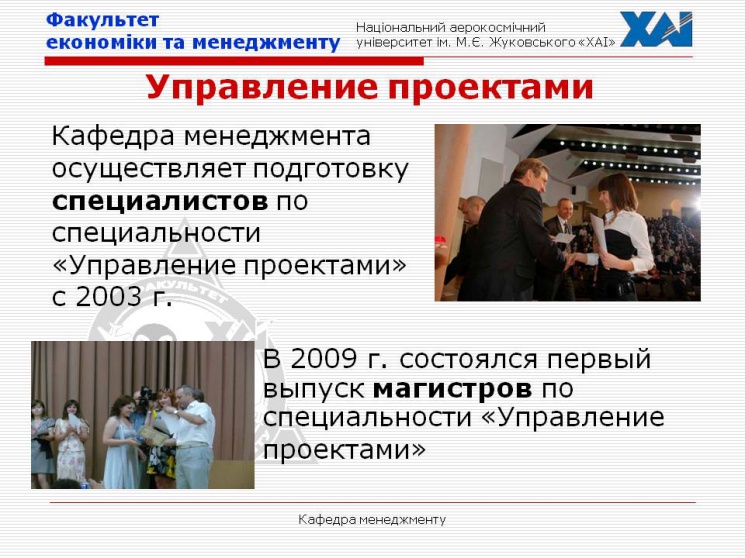 Факультет
економіки та менеджменту
Національний аерокосмічний
університет ім. М.Є. Жуковського «ХАІ»
ХАІ
Управление проектами
Кафедра менеджмента
осуществляет подготовку
специалистов по
специальности
«Управление проектами»
с 2003 г.
ФАКУЛЬТЕТ
В 2009 г. состоялся первый
выпуск магистров по
специальности «Управление
проектами»
Кафедра менеджменту